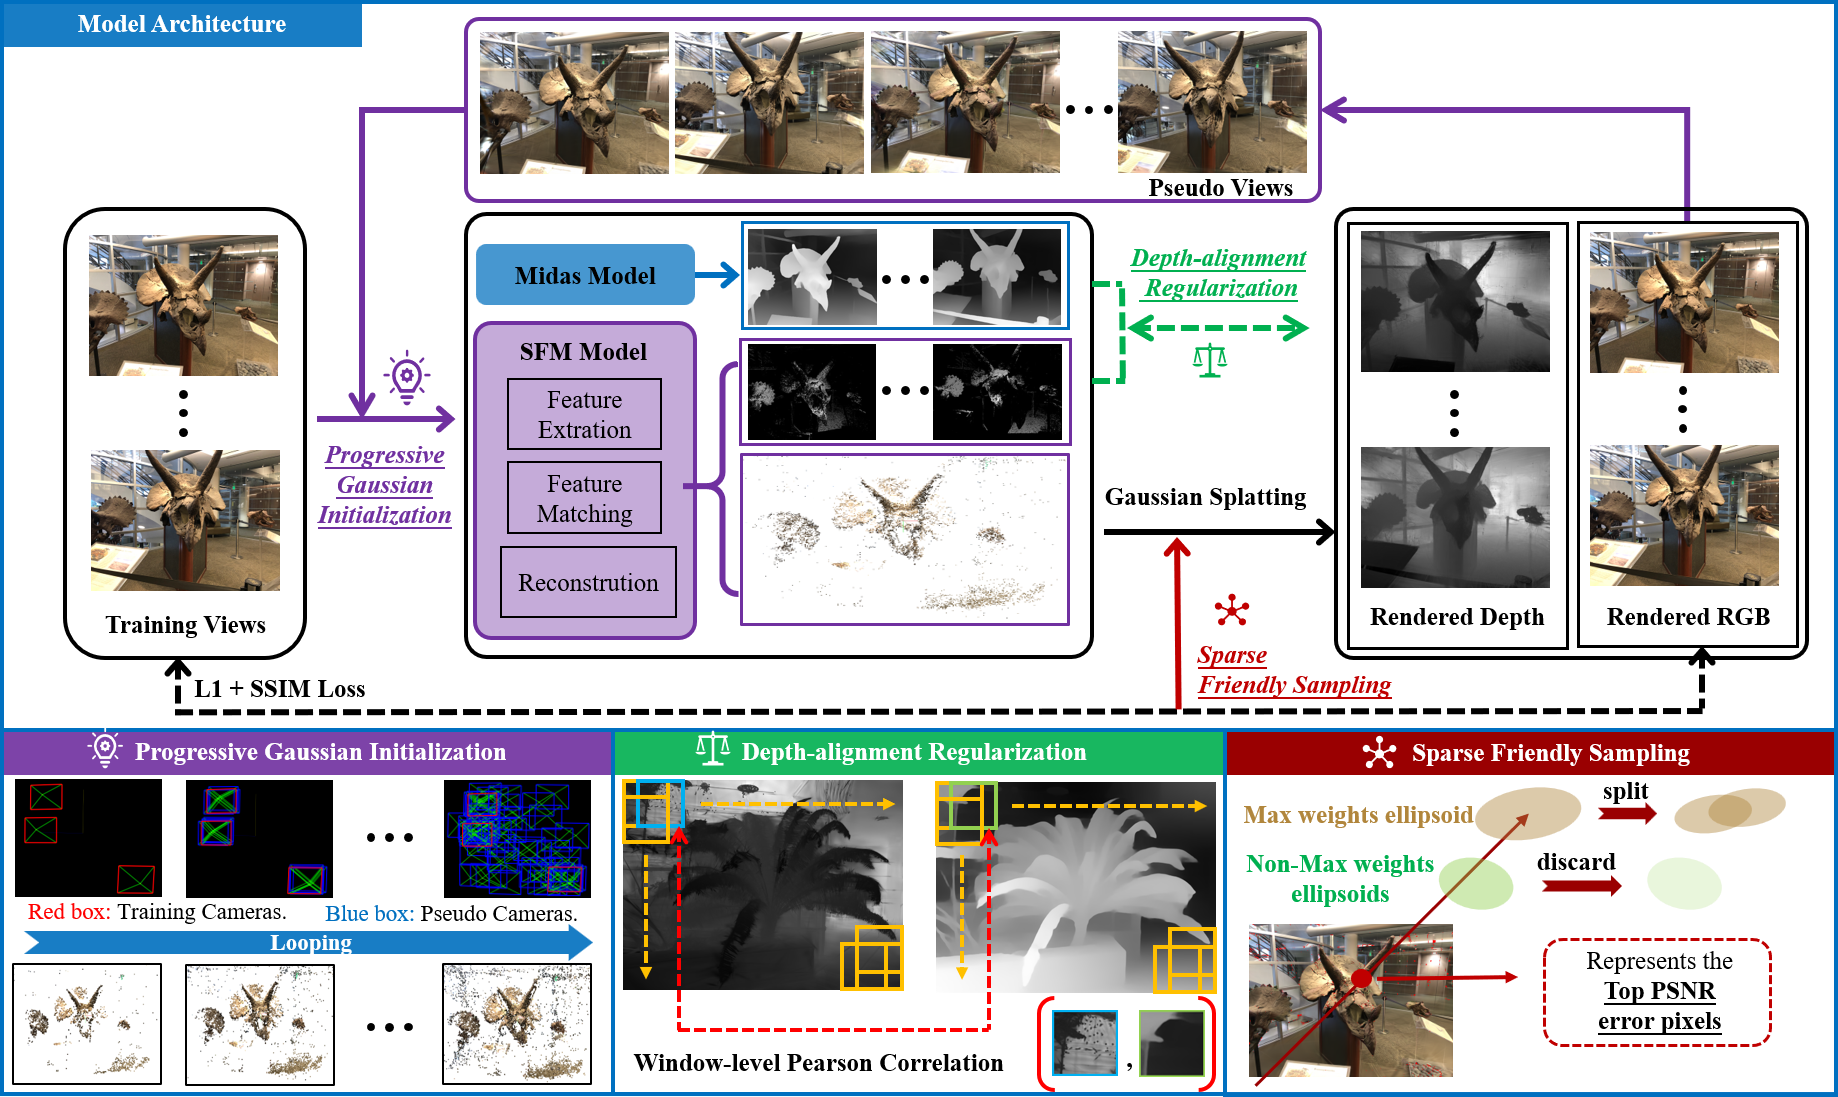 Model Architecture
Pseudo Views
Midas Model
SFM Model
Feature
Extration
Feature
Matching
Reconstrution
Progressive
Gaussian
Initialization
Training Views
Depth-alignment
Regularization
Gaussian Splatting
Sparse
Friendly Sampling
Rendered Depth
Rendered RGB
L1 + SSIM Loss
Progressive Gaussian Initialization
Red box: Training Cameras.
Blue box: Pseudo Cameras.
Looping
Depth-alignment Regularization
Window-level Pearson Correlation
,
Sparse Friendly Sampling
Max weights ellipsoid
split
Non-Max weights
ellipsoids
discard
Represents the
Top PSNR
error pixels